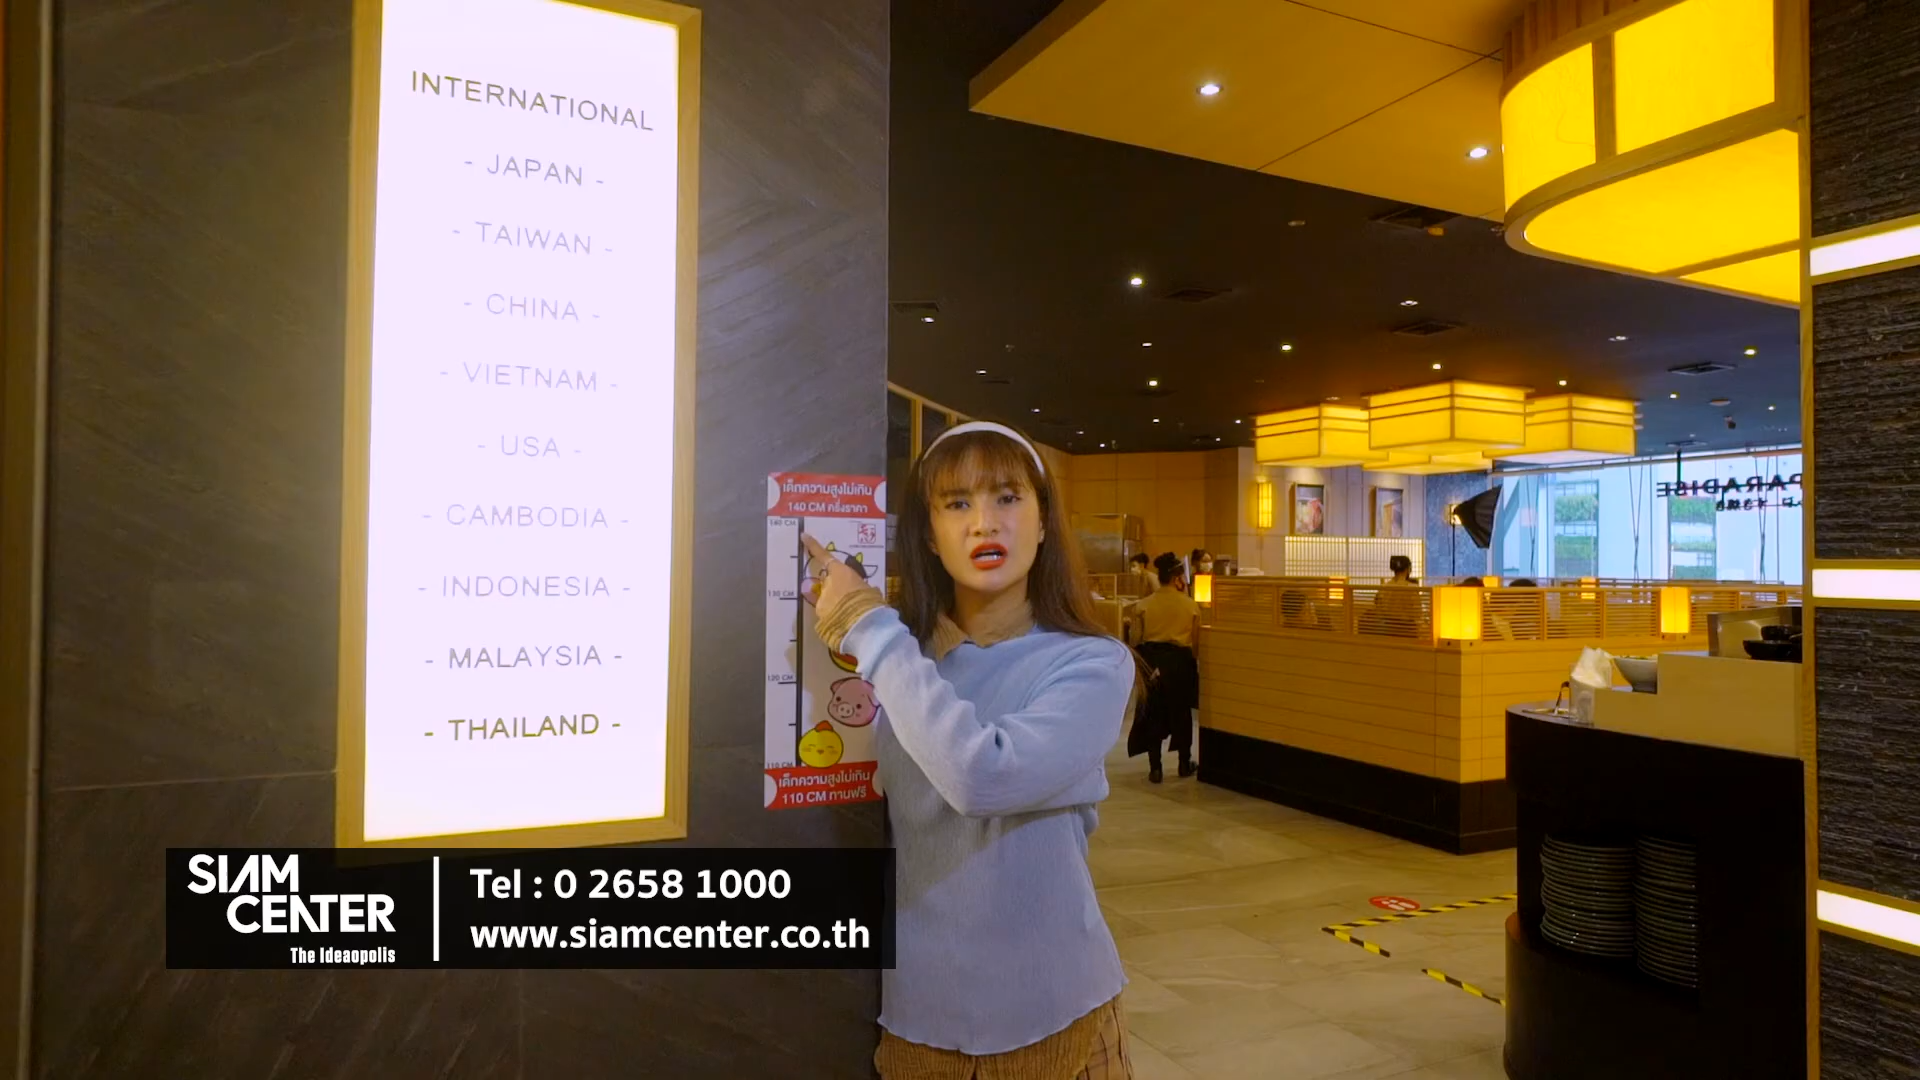 INTERNATIONAL
- JAPAN -
- TAIWAN -
- CHINA -
- VIETNAM -
- USA -
- CAMBODIA -
- INDONESIA -
- MALAYSIA -
- THAILAND -
เด็กความสูงไม่เกิน
140 CM ครึ่งราคา
140 CM
130 CM
120 CM
110 CM
เด็กความสูงไม่เกิน
110 CM ทานฟรี
PARADISE
SIAM
CENTER
The Ideaopolis
Tel : 0 2658 1000
www.siamcenter.co.th